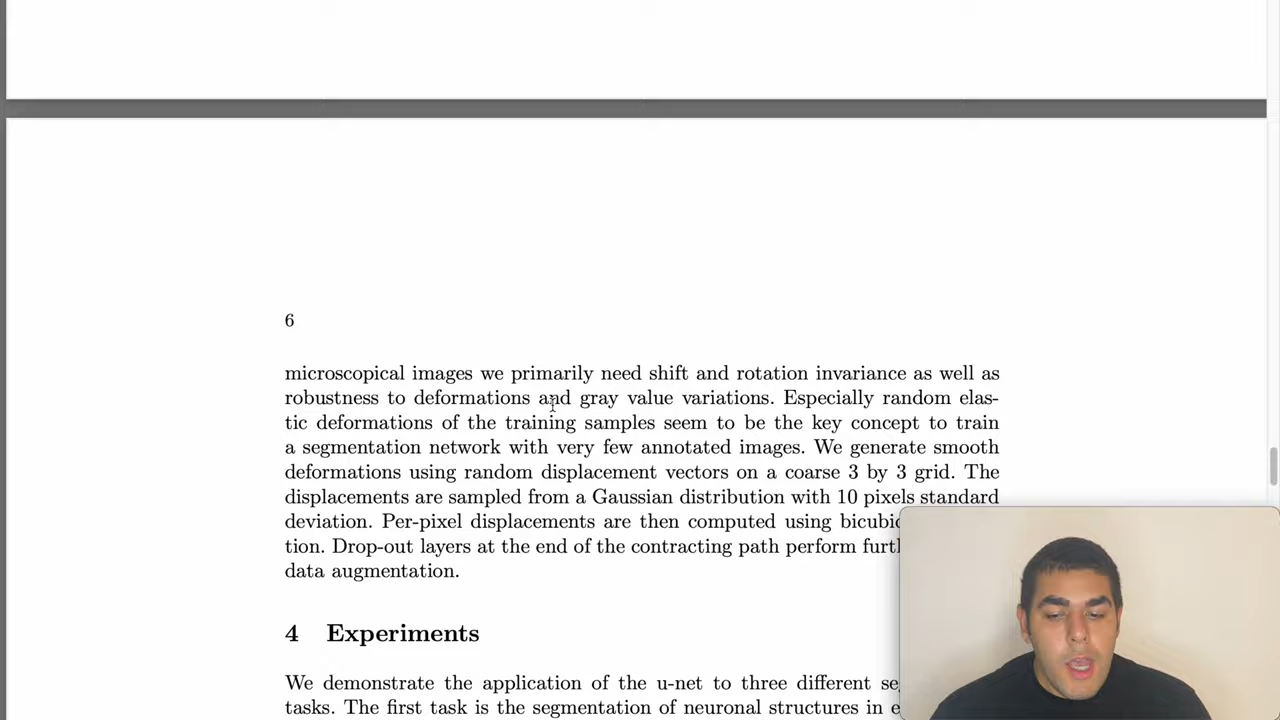 6
microscopical images we primarily need shift and rotation invariance as well as
robustness to deformations and gray value variations. Especially random elas-
tic deformations of the training samples seem to be the key concept to train
a segmentation network with very few annotated images. We generate smooth
deformations using random displacement vectors on a coarse 3 by 3 grid. The
displacements are sampled from a Gaussian distribution with 10 pixels standard
deviation. Per-pixel displacements are then computed using
tion. Drop-out layers at the end of the contracting path perform
data augmentation.
4 Experiments
We demonstrate the application of the u-net to three different
tasks. The first task is the segmentation of neuronal structures in